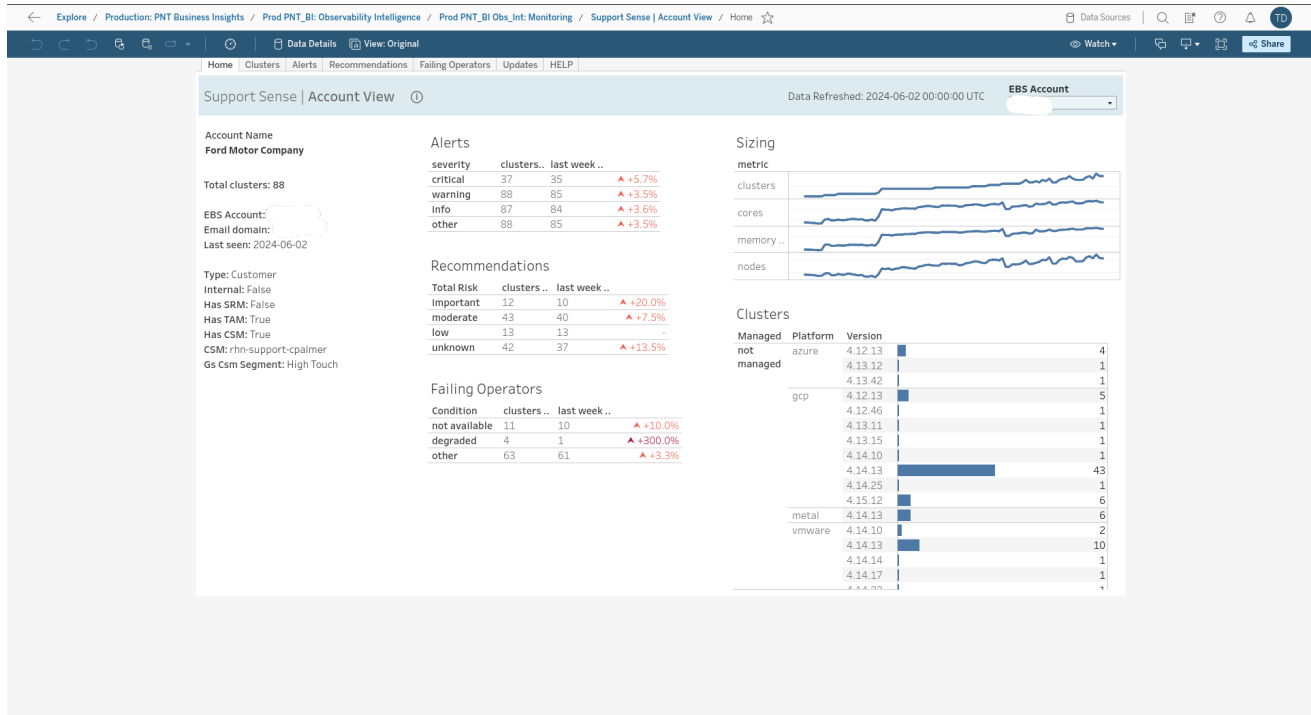 Explore / Production: PNT Business Insights / Prod PNT_BI: Observability Intelligence / Prod PNT_BI Obs_Int: Monitoring / Support Sense | Account View / Home
Data Sources
TD
Data Details View: Original
Watch
Share
Home Clusters Alerts Recommendations Failing Operators Updates HELP
Support Sense | Account View
Data Refreshed: 2024-06-02 00:00:00 UTC
EBS Account
Account Name
Ford Motor Company
Total clusters: 88
EBS Account:
Email domain:
Last seen: 2024-06-02
Type: Customer
Internal: False
Has SRM: False
Has TAM: True
Has CSM: True
CSM: rhn-support-cpalmer
Gs Csm Segment: High Touch
Alerts
severity clusters.. last week ..
critical 37 35 +5.7%
warning 88 85 +3.5%
info 87 84 +3.6%
other 88 85 +3.5%
Recommendations
Total Risk clusters .. last week ..
important 12 10 +20.0%
moderate 43 40 +7.5%
low 13 13 -
unknown 42 37 +13.5%
Failing Operators
Condition clusters .. last week ..
not available 11 10 +10.0%
degraded 4 1 +300.0%
other 63 61 +3.3%
Sizing
metric
clusters
cores
memory ..
nodes
Clusters
Managed Platform Version
not managed azure 4.12.13 4
4.13.12 1
4.13.42 1
gcp 4.12.13 5
4.12.46 1
4.13.11 1
4.13.15 1
4.14.10 1
4.14.13 43
4.14.25 1
4.15.12 6
metal 4.14.13 6
vmware 4.14.10 2
4.14.13 10
4.14.14 1
4.14.17 1